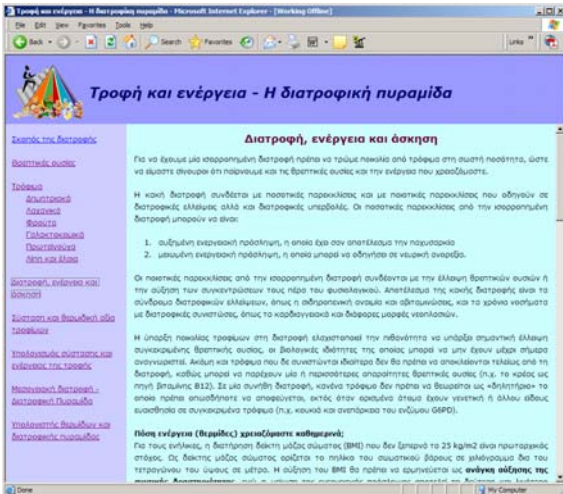 Τροφή και ενέργεια - Η διατροφική πυραμίδα - Microsoft Internet Explorer - [Working Offline]
File Edit View Favorites Tools Help
Back Search Favorites Links
Τροφή και ενέργεια - Η διατροφική πυραμίδα
Σκοπός της διατροφής
Θρεπτικές ουσίες
Τρόφιμα
Δημητριακά
Λαχανικά
Φρούτα
Γαλακτοκομικά
Πρωτεϊνούχα
Λίπη και έλαια
Διατροφή, ενέργεια και
άσκηση
Σύσταση και θερμιδική αξία
τροφίμων
Υπολογισμός σύστασης και
ενέργειας της τροφής
Μεσογειακή διατροφή -
Διατροφική Πυραμίδα
Υπολογιστής θερμίδων και
διατροφικής πυραμίδας
Διατροφή, ενέργεια και άσκηση
Για να έχουμε μία ισορροπημένη διατροφή πρέπει να τρώμε ποικιλία από τρόφιμα στη σωστή ποσότητα, ώστε
να είμαστε σίγουροι ότι παίρνουμε και τις θρεπτικές ουσίες και την ενέργεια που χρειαζόμαστε.
Η κακή διατροφή συνδέεται με ποσοτικές παρεκκλίσεις και με ποιοτικές παρεκκλίσεις που οδηγούν σε
διατροφικές ελλείψεις αλλά και διατροφικές υπερβολές. Οι ποσοτικές παρεκκλίσεις από την ισορροπημένη
διατροφή μπορούν να είναι:
1. αυξημένη ενεργειακή πρόσληψη, η οποία έχει σαν αποτέλεσμα την παχυσαρκία
2. μειωμένη ενεργειακή πρόσληψη, η οποία μπορεί να οδηγήσει σε νευρική ανορεξία.
Οι ποιοτικές παρεκκλίσεις από την ισορροπημένη διατροφή συνδέονται με την έλλειψη θρεπτικών ουσιών ή
την αύξηση των συγκεντρώσεων τους πέρα του φυσιολογικού. Αποτέλεσμα της κακής διατροφής είναι τα
σύνδρομα διατροφικών ελλείψεων, όπως η σιδηροπενική αναιμία και αβιταμινώσεις, και τα χρόνια νοσήματα
με διατροφικές συνιστώσες, όπως τα καρδιαγγειακά και διάφορες μορφές νεοπλασιών.
Η ύπαρξη ποικιλίας τροφίμων στη διατροφή ελαχιστοποιεί την πιθανότητα να υπάρξει σημαντική έλλειψη
συγκεκριμένης θρεπτικής ουσίας, οι βιολογικές ιδιότητες της οποίας μπορεί να μην έχουν μέχρι σήμερα
αναγνωριστεί. Ακόμη και τρόφιμα που δε συνιστώνται ιδιαίτερα δεν θα πρέπει να αποκλείονται τελείως από τη
διατροφή, καθώς μπορεί να παρέχουν μία ή περισσότερες απαραίτητες θρεπτικές ουσίες (π.χ. το κρέας ως
πηγή βιταμίνης B12). Σε μία συνήθη διατροφή, κανένα τρόφιμο δεν πρέπει να θεωρείται ως «δηλητήριο» το
οποίο πρέπει οπωσδήποτε να αποφεύγεται, εκτός όταν ορισμένα άτομα έχουν γενετική ή άλλου είδους
ευαισθησία σε συγκεκριμένα τρόφιμα (π.χ. κουκιά και ανεπάρκεια του ενζύμου G6PD).
Πόση ενέργεια (θερμίδες) χρειαζόμαστε καθημερινά;
Για τους ενήλικες, η διατήρηση δείκτη μάζας σώματος (BMI) που δεν ξεπερνά τα 25 kg/m2 είναι πρωταρχικός
στόχος. Ως δείκτης μάζας σώματος ορίζεται το πηλίκο του σωματικού βάρους σε χιλιόγραμμα δια του
τετραγώνου του ύψους σε μέτρα. Η αύξηση του BMI θα πρέπει να ερμηνεύεται ως ανάγκη αύξησης της
Done My Computer